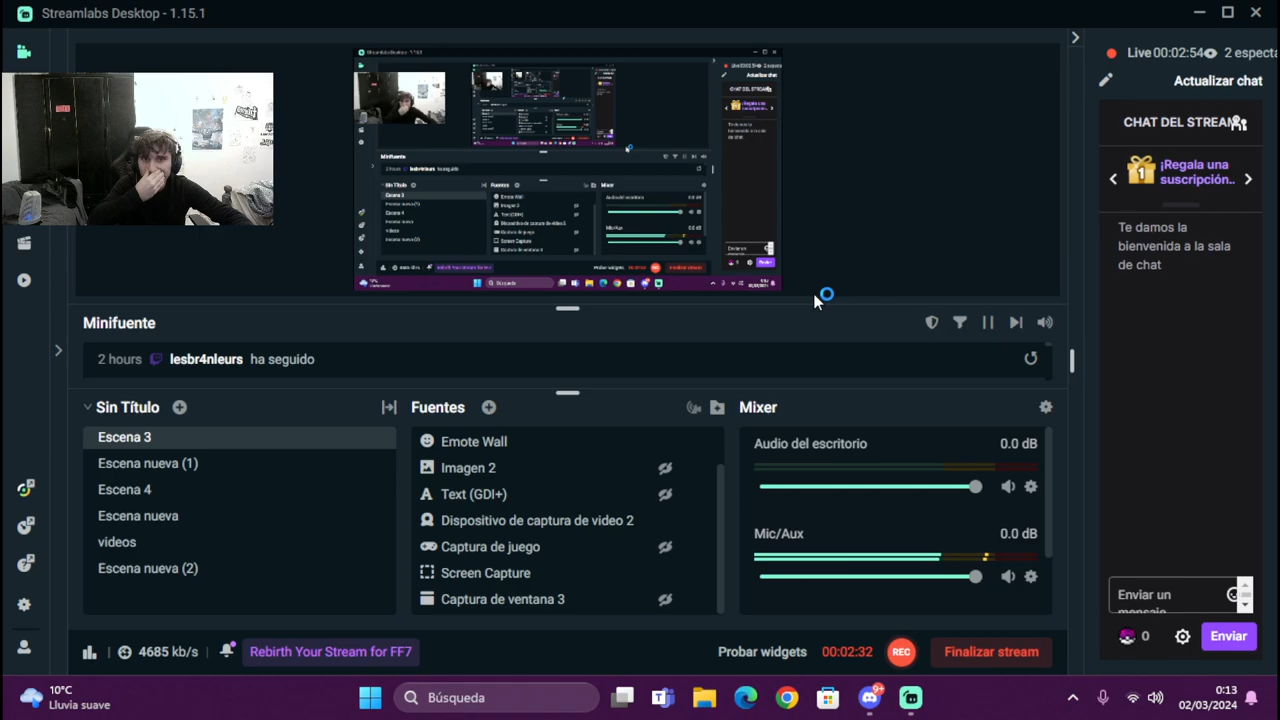 Streamlabs Desktop - 1.15.1
Live 00:02:54 2 especta
Actualizar chat
CHAT DEL STREAM
¡Regala una
suscripción..
Te damos la
bienvenida a la sala
de chat
Minifuente
2 hours lesbr4nleurs ha seguido
Sin Título
Fuentes
Mixer
Escena 3
Escena nueva (1)
Escena 4
Escena nueva
videos
Escena nueva (2)
Emote Wall
Imagen 2
Text (GDI+)
Dispositivo de captura de video 2
Captura de juego
Screen Capture
Captura de ventana 3
Audio del escritorio 0.0 dB
Mic/Aux 0.0 dB
Enviar un
mensaje
0
Enviar
4685 kb/s
Rebirth Your Stream for FF7
Probar widgets
00:02:32
REC
Finalizar stream
10°C
Lluvia suave
Búsqueda
9+
0:13
02/03/2024